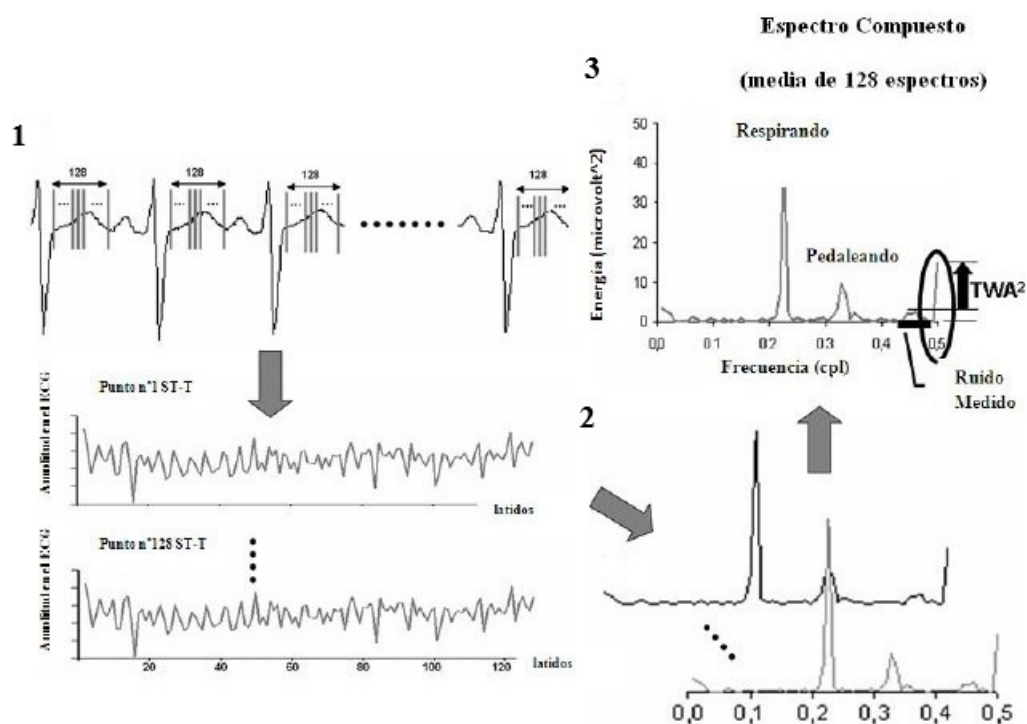 1
128
128
128
128
Punto n°1 ST-T
Amplitud en el ECG
latidos
Punto n°128 ST-T
Amplitud en el ECG
20
40
60
80
100
120
latidos
Espectro Compuesto
(media de 128 espectros)
3
Energía (microvolt^2)
50
40
30
20
10
0
Respirando
Pedaleando
TWA²
0,0
0,1
0,2
0,3
0,4
0,5
Frecuencia (cpl)
Ruido
Medido
2
0,0
0,1
0,2
0,3
0,4
0,5